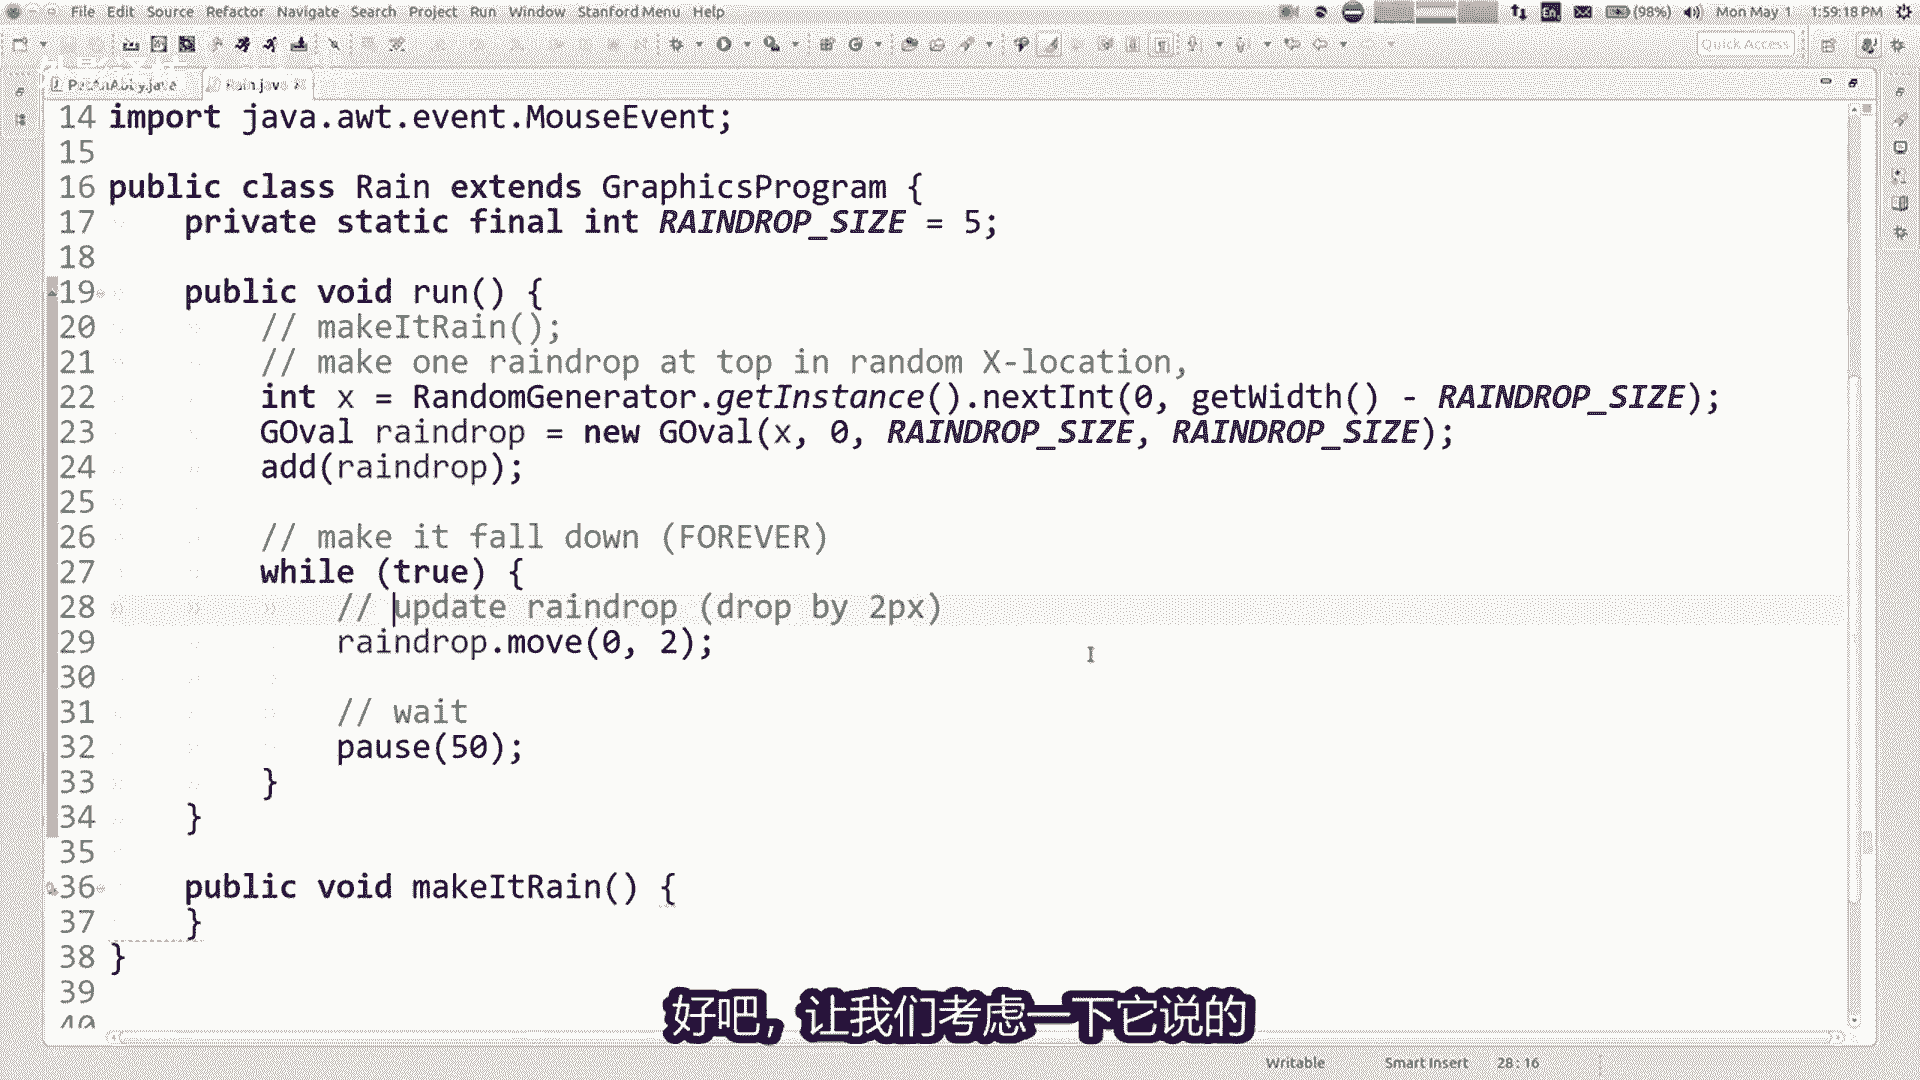 File Edit Source Refactor Navigate Search Project Run Window Stanford Menu Help
En (98%) Mon May 1 1:59:18 PM
Quick Access
Rain.java
14 import java.awt.event.MouseEvent;
15
16 public class Rain extends GraphicsProgram {
17 private static final int RAINDROP_SIZE = 5;
18
19 public void run() {
20 // makeItRain();
21 // make one raindrop at top in random X-location,
22 int x = RandomGenerator.getInstance().nextInt(0, getWidth() - RAINDROP_SIZE);
23 GOval raindrop = new GOval(x, 0, RAINDROP_SIZE, RAINDROP_SIZE);
24 add(raindrop);
25
26 // make it fall down (FOREVER)
27 while (true) {
28 // update raindrop (drop by 2px)
29 raindrop.move(0, 2);
30
31 // wait
32 pause(50);
33 }
34 }
35
36 public void makeItRain() {
37 }
38 }
39
40
好吧，让我们考虑一下它说的
Writable Smart Insert 28:16